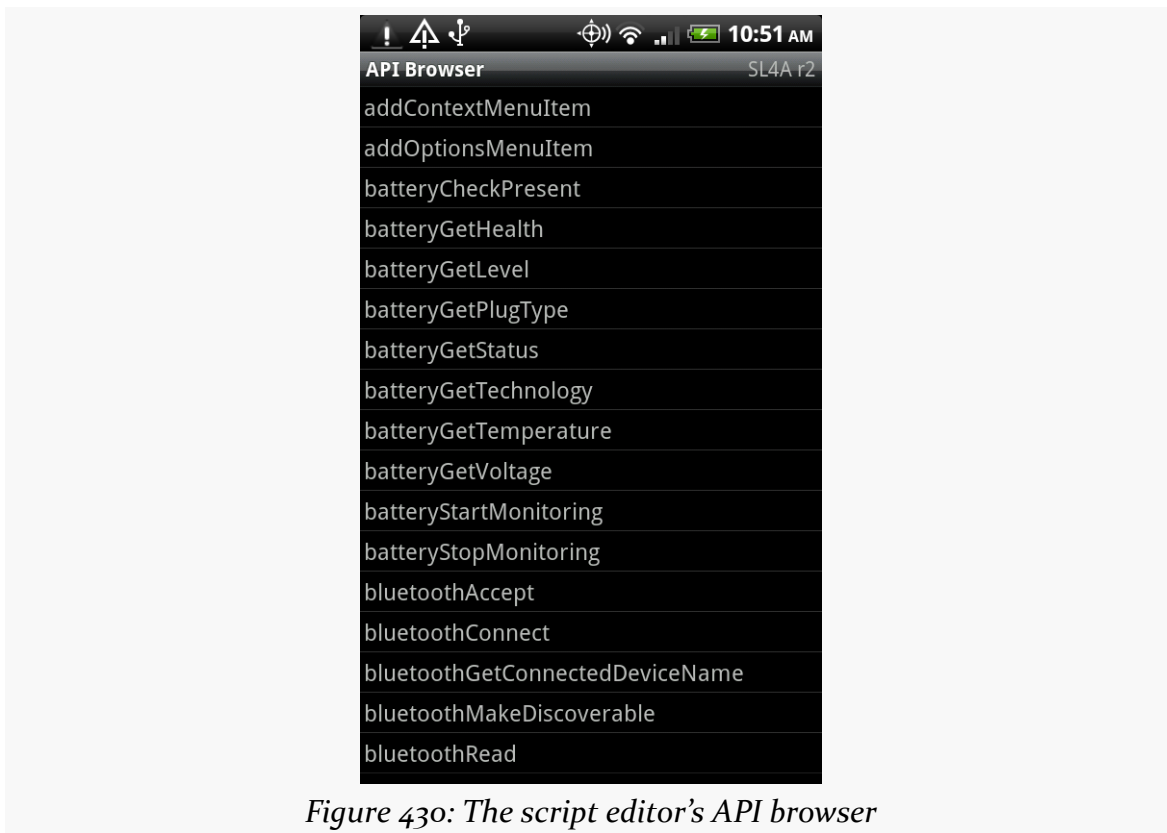 10:51 AM
API Browser SL4A r2
addContextMenuItem
addOptionsMenuItem
batteryCheckPresent
batteryGetHealth
batteryGetLevel
batteryGetPlugType
batteryGetStatus
batteryGetTechnology
batteryGetTemperature
batteryGetVoltage
batteryStartMonitoring
batteryStopMonitoring
bluetoothAccept
bluetoothConnect
bluetoothGetConnectedDeviceName
bluetoothMakeDiscoverable
bluetoothRead
Figure 430: The script editor’s API browser